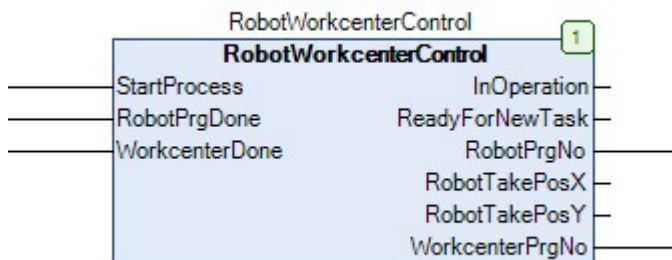 RobotWorkcenterControl
1
RobotWorkcenterControl
StartProcess InOperation
RobotPrgDone ReadyForNewTask
WorkcenterDone RobotPrgNo
RobotTakePosX
RobotTakePosY
WorkcenterPrgNo